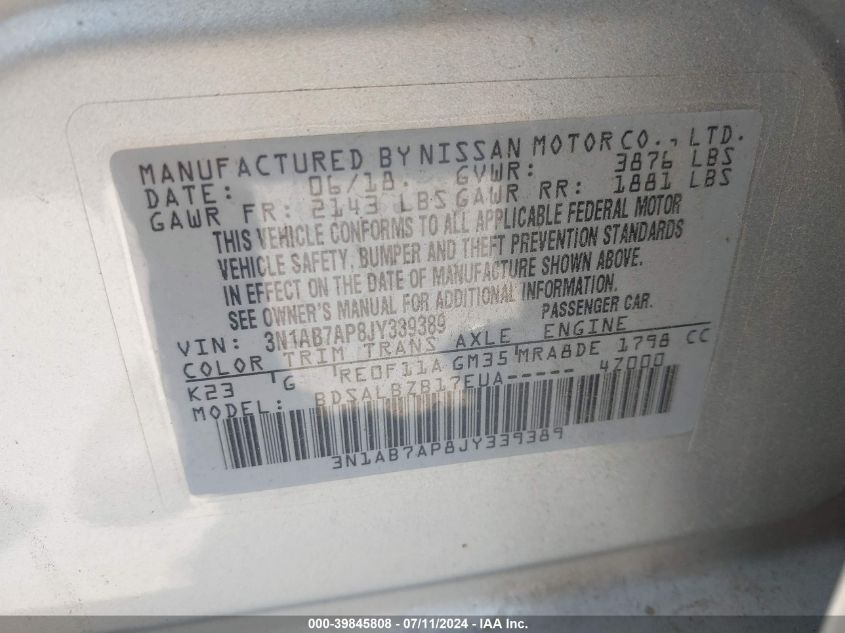 MANUFACTURED BY NISSAN MOTOR CO., LTD.
DATE: 06/18. GVWR: 3876 LBS
GAWR FR: 2143 LBS GAWR RR: 1881 LBS
THIS VEHICLE CONFORMS TO ALL APPLICABLE FEDERAL MOTOR
VEHICLE SAFETY, BUMPER AND THEFT PREVENTION STANDARDS
IN EFFECT ON THE DATE OF MANUFACTURE SHOWN ABOVE.
SEE OWNER'S MANUAL FOR ADDITIONAL INFORMATION.
VIN: 3N1AB7AP8JY339389 PASSENGER CAR.
COLOR TRIM TRANS AXLE ENGINE
K23 G RE0F11A GM35 MRA8DE 1798 CC
MODEL: BDSALBZB17EUA----- 4Z000
3N1AB7AP8JY339389
000-39845808 - 07/11/2024 - IAA, Inc.